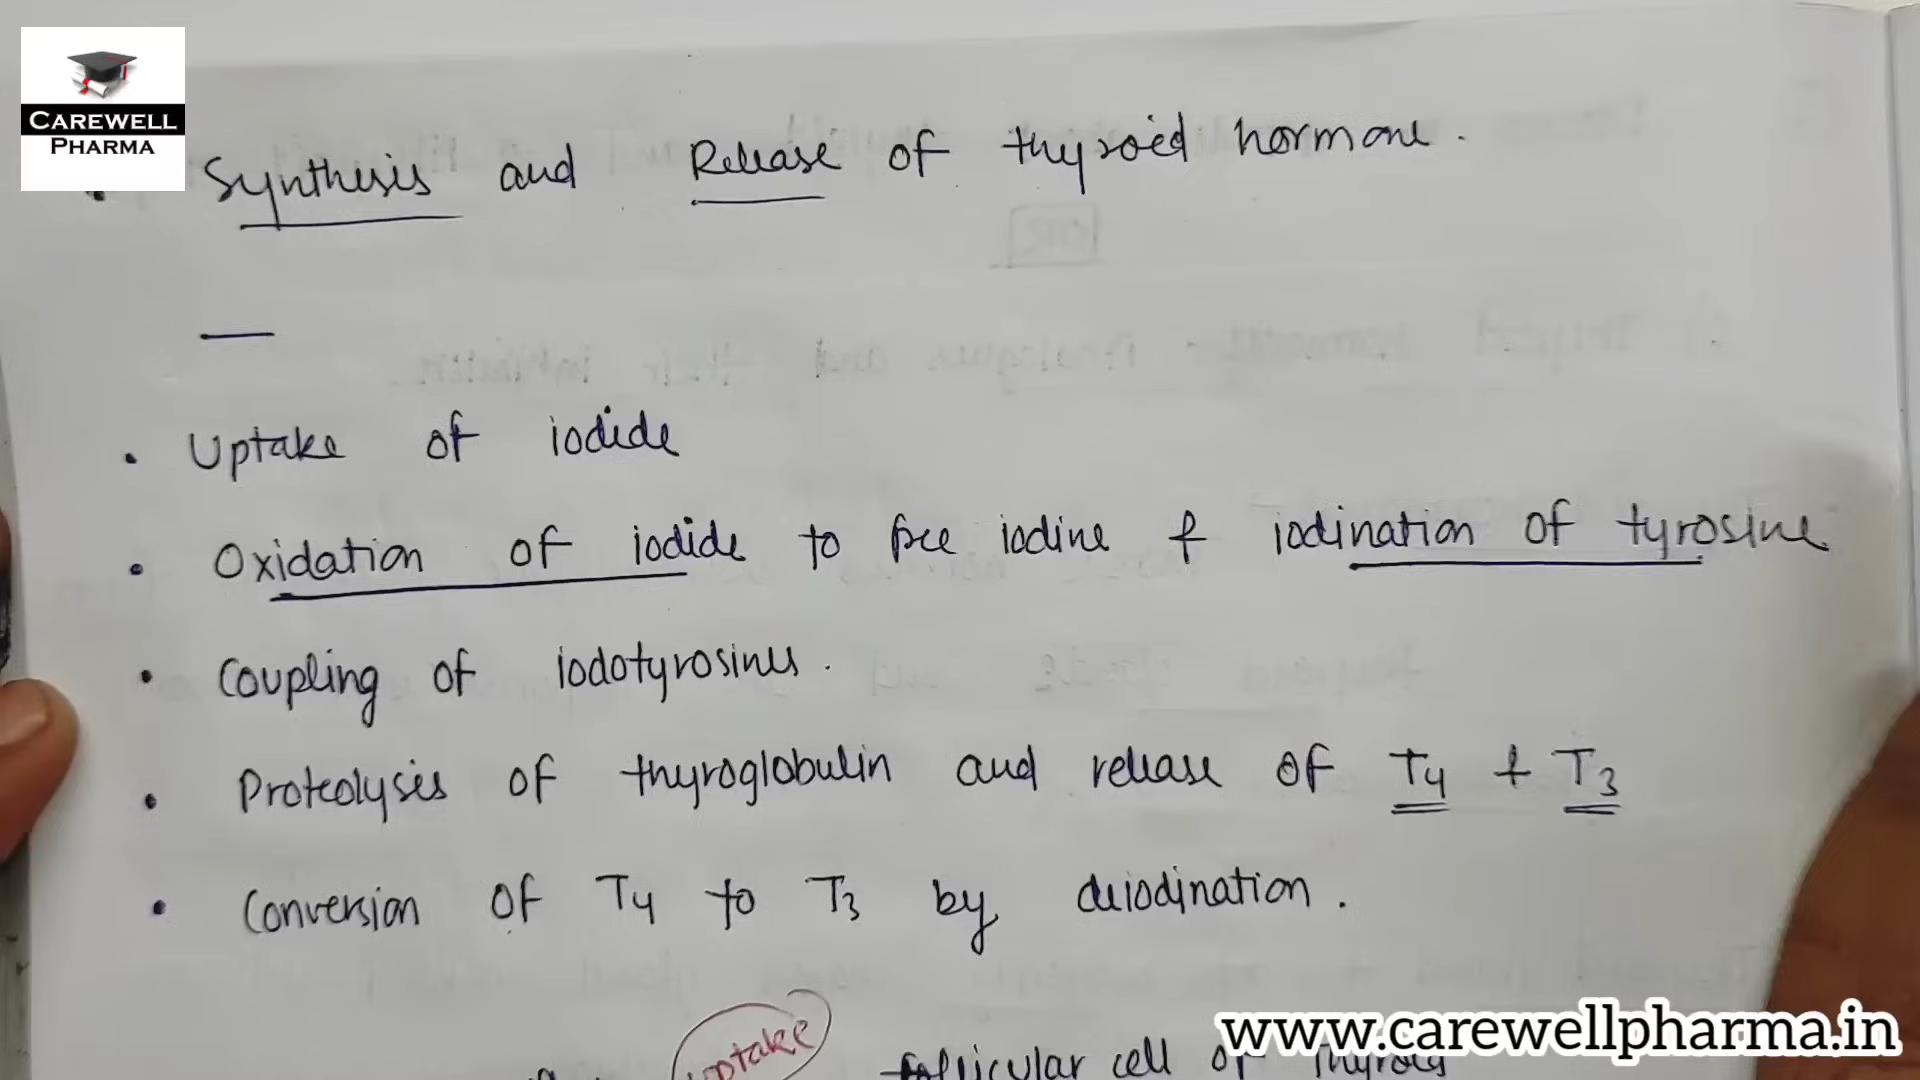 CAREWELL
PHARMA
Synthesis and Release of thyroid hormone.
• Uptake of iodide
• Oxidation of iodide to free iodine & iodination of tyrosine
• Coupling of iodotyrosines.
• Proteolysis of thyroglobulin and release of T4 & T3
• Conversion of T4 to T3 by deiodination.
uptake follicular cell of Thyroid
www.carewellpharma.in